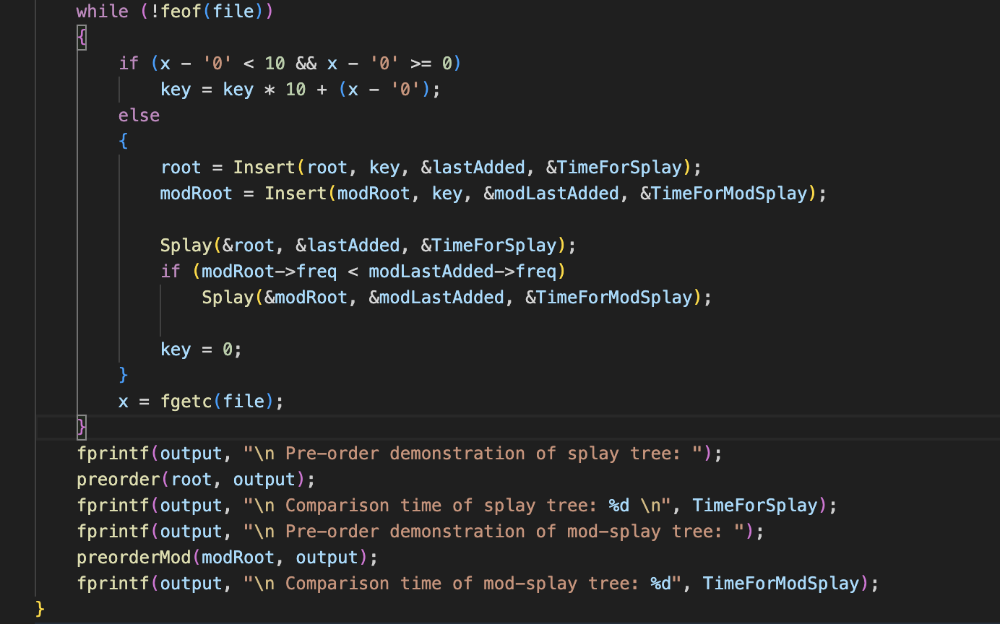 while (!feof(file))
{
if (x - '0' < 10 && x - '0' >= 0)
key = key * 10 + (x - '0');
else
{
root = Insert(root, key, &lastAdded, &TimeForSplay);
modRoot = Insert(modRoot, key, &modLastAdded, &TimeForModSplay);
Splay(&root, &lastAdded, &TimeForSplay);
if (modRoot->freq < modLastAdded->freq)
Splay(&modRoot, &modLastAdded, &TimeForModSplay);
key = 0;
}
x = fgetc(file);
}
fprintf(output, "\n Pre-order demonstration of splay tree: ");
preorder(root, output);
fprintf(output, "\n Comparison time of splay tree: %d \n", TimeForSplay);
fprintf(output, "\n Pre-order demonstration of mod-splay tree: ");
preorderMod(modRoot, output);
fprintf(output, "\n Comparison time of mod-splay tree: %d", TimeForModSplay);
}